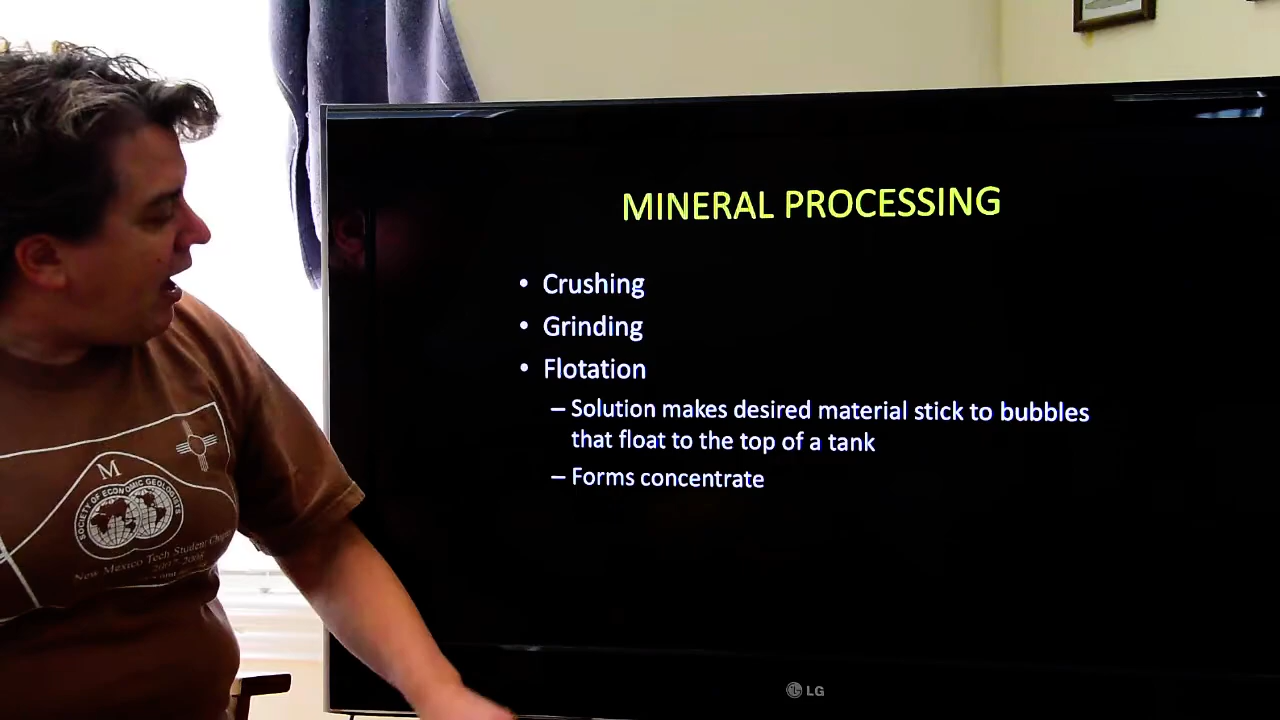 MINERAL PROCESSING
• Crushing
• Grinding
• Flotation
– Solution makes desired material stick to bubbles
that float to the top of a tank
– Forms concentrate
M
SOCIETY OF ECONOMIC GEOLOGISTS
New Mexico Tech Student
LG